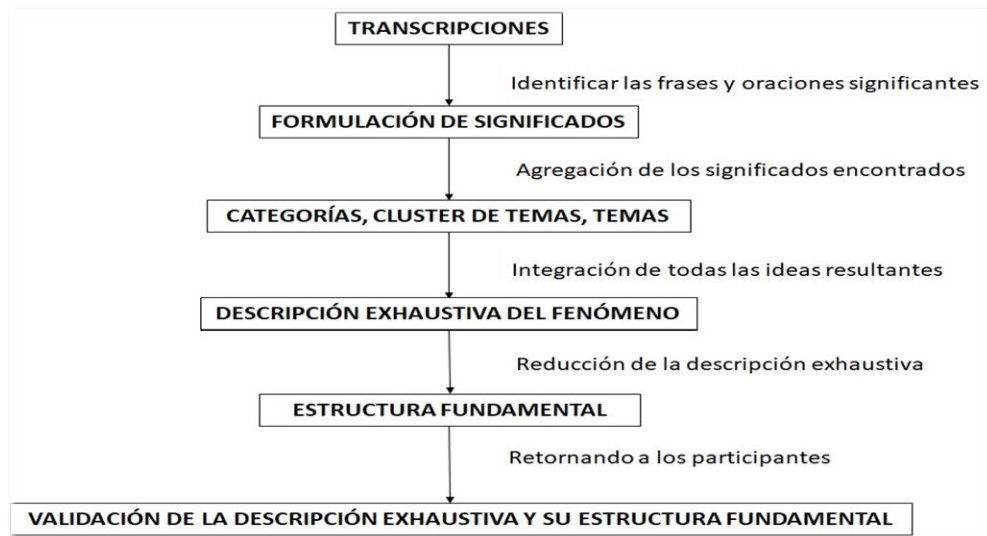 TRANSCRIPCIONES
Identificar las frases y oraciones significantes
FORMULACIÓN DE SIGNIFICADOS
Agregación de los significados encontrados
CATEGORÍAS, CLUSTER DE TEMAS, TEMAS
Integración de todas las ideas resultantes
DESCRIPCIÓN EXHAUSTIVA DEL FENÓMENO
Reducción de la descripción exhaustiva
ESTRUCTURA FUNDAMENTAL
Retornando a los participantes
VALIDACIÓN DE LA DESCRIPCIÓN EXHAUSTIVA Y SU ESTRUCTURA FUNDAMENTAL